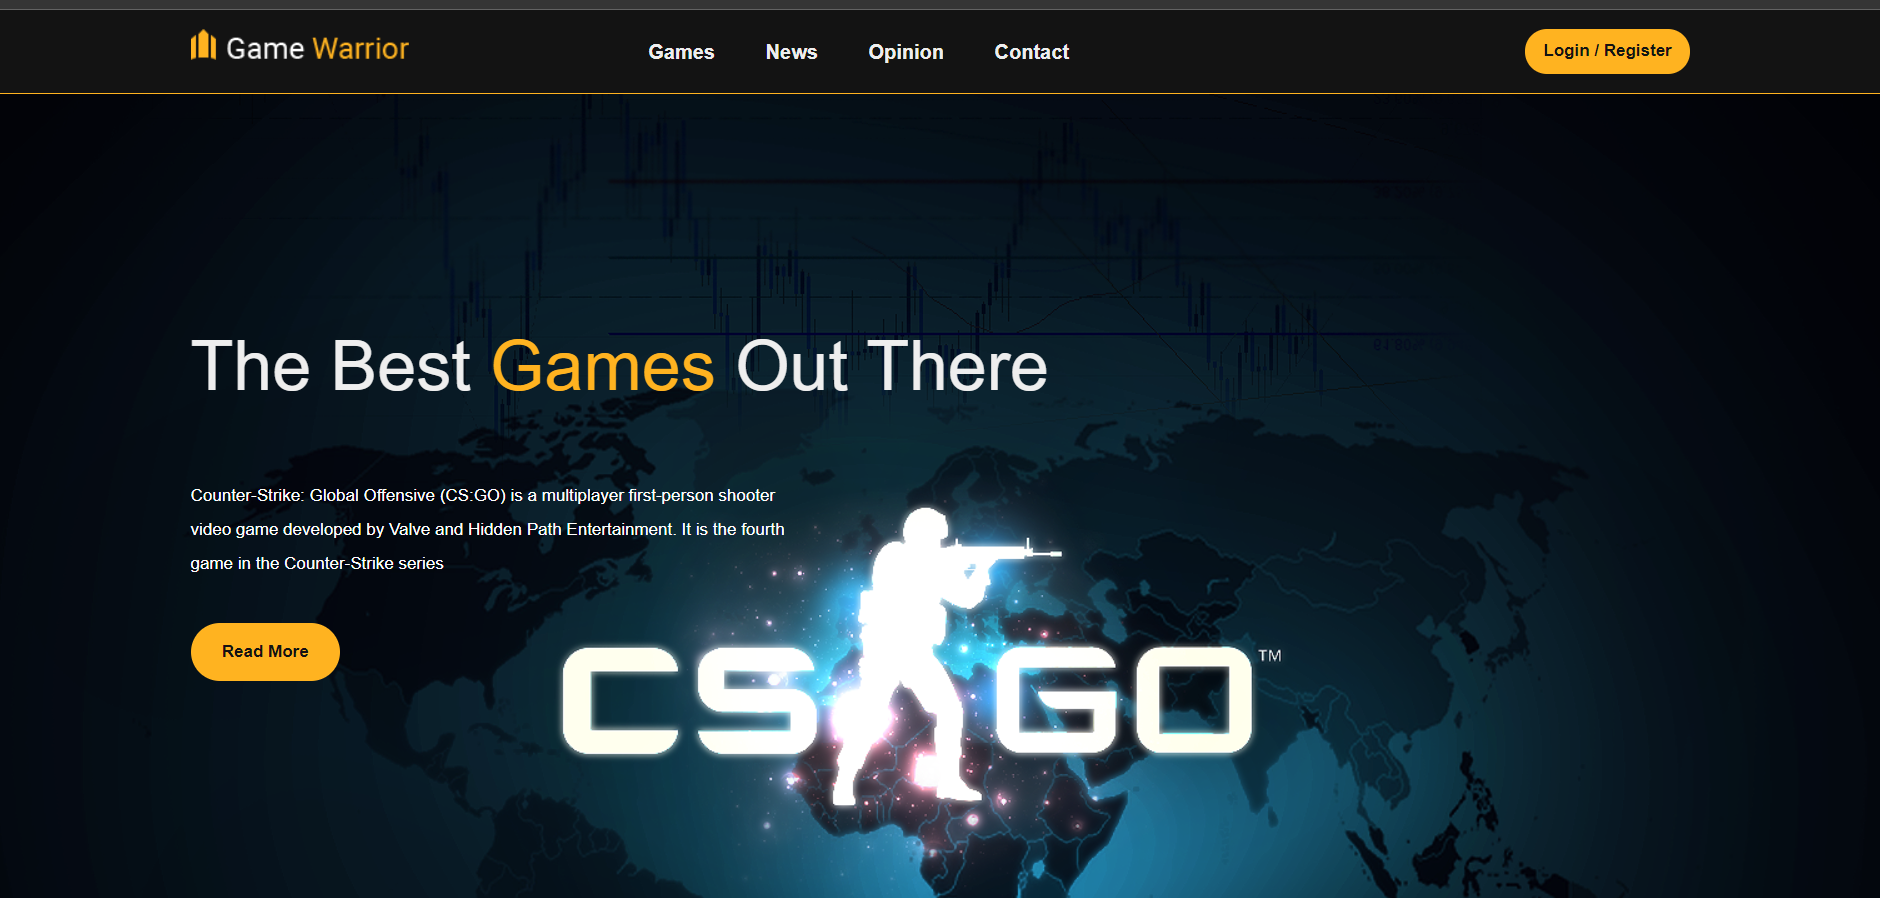 Game Warrior
Games
News
Opinion
Contact
Login / Register
The Best Games Out There
Counter-Strike: Global Offensive (CS:GO) is a multiplayer first-person shooter
video game developed by Valve and Hidden Path Entertainment. It is the fourth
game in the Counter-Strike series
Read More
CS GO™